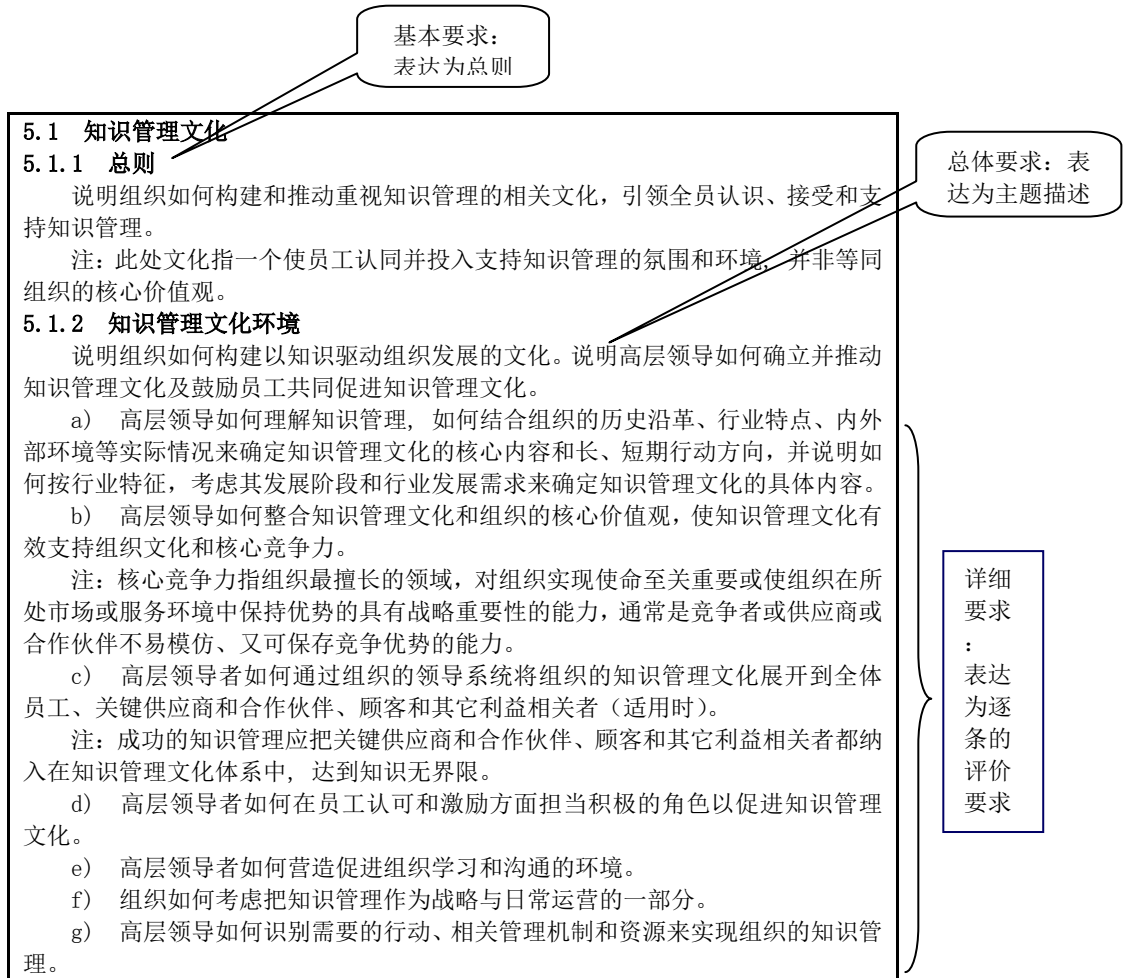 基本要求：
表达为总则
5.1 知识管理文化
5.1.1 总则
总体要求：表
达为主题描述
说明组织如何构建和推动重视知识管理的相关文化，引领全员认识、接受和支
持知识管理。
注：此处文化指一个使员工认同并投入支持知识管理的氛围和环境，并非等同
组织的核心价值观。
5.1.2 知识管理文化环境
说明组织如何构建以知识驱动组织发展的文化。说明高层领导如何确立并推动
知识管理文化及鼓励员工共同促进知识管理文化。
a) 高层领导如何理解知识管理，如何结合组织的历史沿革、行业特点、内外
部环境等实际情况来确定知识管理文化的核心内容和长、短期行动方向，并说明如
何按行业特征，考虑其发展阶段和行业发展需求来确定知识管理文化的具体内容。
b) 高层领导如何整合知识管理文化和组织的核心价值观，使知识管理文化有
效支持组织文化和核心竞争力。
注：核心竞争力指组织最擅长的领域，对组织实现使命至关重要或使组织在所
处市场或服务环境中保持优势的具有战略重要性的能力，通常是竞争者或供应商或
合作伙伴不易模仿、又可保存竞争优势的能力。
c) 高层领导者如何通过组织的领导系统将组织的知识管理文化展开到全体
员工、关键供应商和合作伙伴、顾客和其它利益相关者（适用时）。
注：成功的知识管理应把关键供应商和合作伙伴、顾客和其它利益相关者都纳
入在知识管理文化体系中，达到知识无界限。
d) 高层领导者如何在员工认可和激励方面担当积极的角色以促进知识管理
文化。
e) 高层领导者如何营造促进组织学习和沟通的环境。
f) 组织如何考虑把知识管理作为战略与日常运营的一部分。
g) 高层领导如何识别需要的行动、相关管理机制和资源来实现组织的知识管
理。
详细
要求
：
表达
为逐
条的
评价
要求